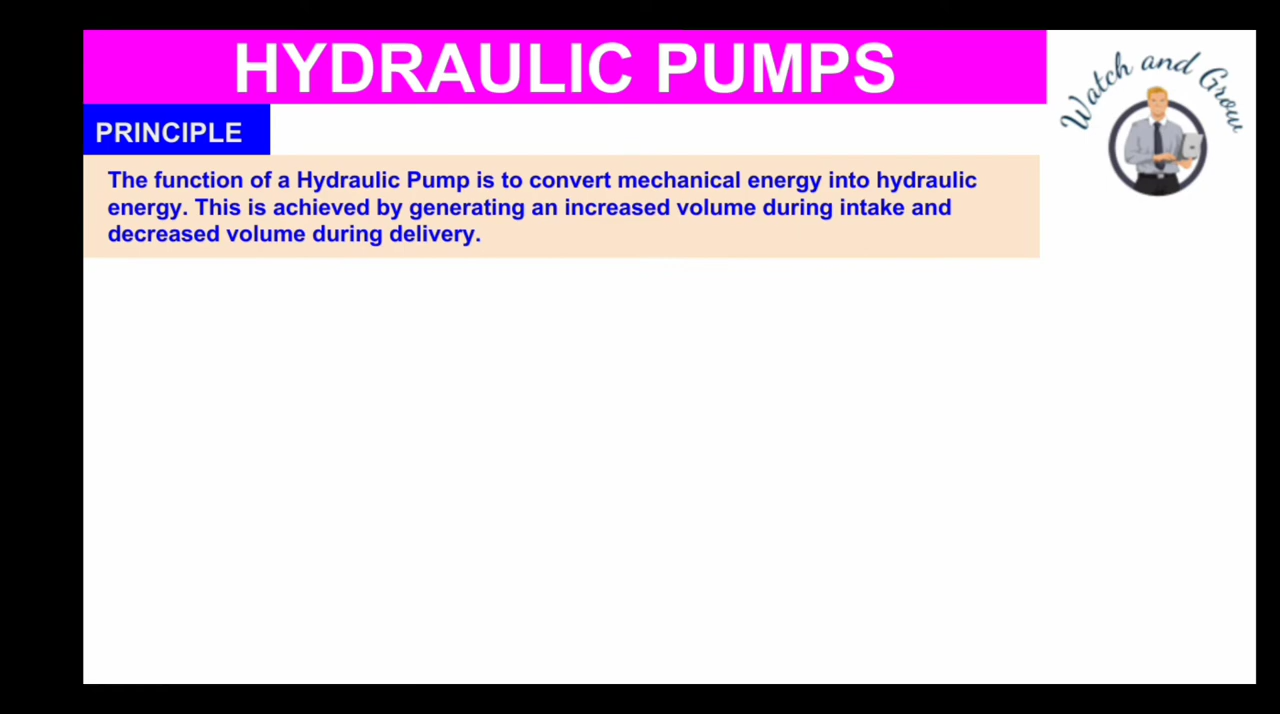 HYDRAULIC PUMPS
Watch and Grow
PRINCIPLE
The function of a Hydraulic Pump is to convert mechanical energy into hydraulic
energy. This is achieved by generating an increased volume during intake and
decreased volume during delivery.